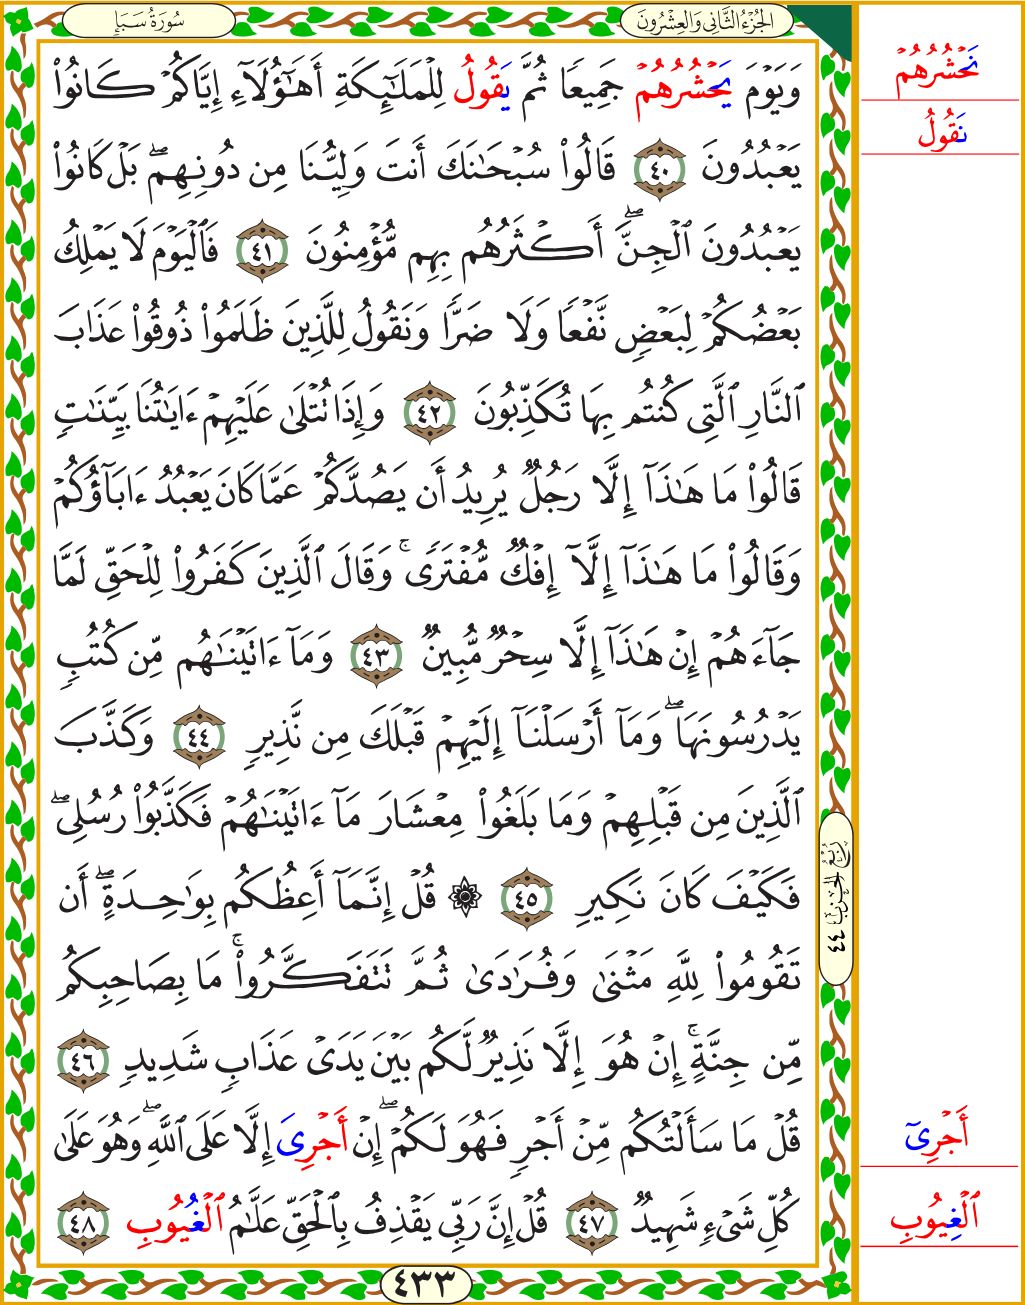 الجُزْءُ الثَّانِي وَالعِشْرُونَ
سُورَةُ سَبَإٍ
وَيَوْمَ يَحْشُرُهُمْ جَمِيعًا ثُمَّ يَقُولُ لِلْمَلَٰٓئِكَةِ أَهَٰٓؤُلَآءِ إِيَّاكُمْ كَانُوا۟
يَعْبُدُونَ ٤٠ قَالُوا۟ سُبْحَٰنَكَ أَنتَ وَلِيُّنَا مِن دُونِهِمۖ بَلْ كَانُوا۟
يَعْبُدُونَ ٱلْجِنَّۖ أَكْثَرُهُم بِهِم مُّؤْمِنُونَ ٤١ فَٱلْيَوْمَ لَا يَمْلِكُ
بَعْضُكُمْ لِبَعْضٍ نَّفْعًا وَلَا ضَرًّا وَنَقُولُ لِلَّذِينَ ظَلَمُوا۟ ذُوقُوا۟ عَذَابَ
ٱلنَّارِ ٱلَّتِى كُنتُم بِهَا تُكَذِّبُونَ ٤٢ وَإِذَا تُتْلَىٰ عَلَيْهِمْ ءَايَٰتُنَا بَيِّنَٰتٍ
قَالُوا۟ مَا هَٰذَآ إِلَّا رَجُلٌ يُرِيدُ أَن يَصُدَّكُمْ عَمَّا كَانَ يَعْبُدُ ءَابَآؤُكُمْ
وَقَالُوا۟ مَا هَٰذَآ إِلَّآ إِفْكٌ مُّفْتَرًىۚ وَقَالَ ٱلَّذِينَ كَفَرُوا۟ لِلْحَقِّ لَمَّا
جَآءَهُمْ إِنْ هَٰذَآ إِلَّا سِحْرٌ مُّبِينٌ ٤٣ وَمَآ ءَاتَيْنَٰهُم مِّن كُتُبٍ
يَدْرُسُونَهَاۖ وَمَآ أَرْسَلْنَآ إِلَيْهِمْ قَبْلَكَ مِن نَّذِيرٍ ٤٤ وَكَذَّبَ
ٱلَّذِينَ مِن قَبْلِهِمْ وَمَا بَلَغُوا۟ مِعْشَارَ مَآ ءَاتَيْنَٰهُمْ فَكَذَّبُوا۟ رُسُلِىۖ
فَكَيْفَ كَانَ نَكِيرِ ٤٥ ۞ قُلْ إِنَّمَآ أَعِظُكُم بِوَٰحِدَةٍۖ أَن
تَقُومُوا۟ لِلَّهِ مَثْنَىٰ وَفُرَٰدَىٰ ثُمَّ تَتَفَكَّرُوا۟ۚ مَا بِصَاحِبِكُم
مِّن جِنَّةٍۚ إِنْ هُوَ إِلَّا نَذِيرٌ لَّكُم بَيْنَ يَدَىْ عَذَابٍ شَدِيدٍ ٤٦
قُلْ مَا سَأَلْتُكُم مِّنْ أَجْرٍ فَهُوَ لَكُمْۖ إِنْ أَجْرِىَ إِلَّا عَلَى ٱللَّهِۖ وَهُوَ عَلَىٰ
كُلِّ شَىْءٍ شَهِيدٌ ٤٧ قُلْ إِنَّ رَبِّى يَقْذِفُ بِٱلْحَقِّ عَلَّٰمُ ٱلْغُيُوبِ ٤٨
٤٣٣
رُبْعُ الحِزْبِ ٤٤
نَحْشُرُهُمْ
نَقُولُ
أَجْرِىٓ
ٱلْغِيُوبِ